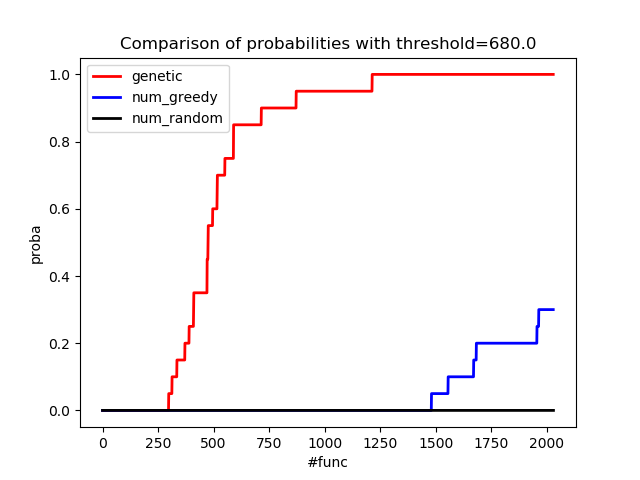 Comparison of probabilities with threshold=680.0
genetic
num_greedy
num_random
1.0
0.8
0.6
0.4
0.2
0.0
proba
0 250 500 750 1000 1250 1500 1750 2000
#func